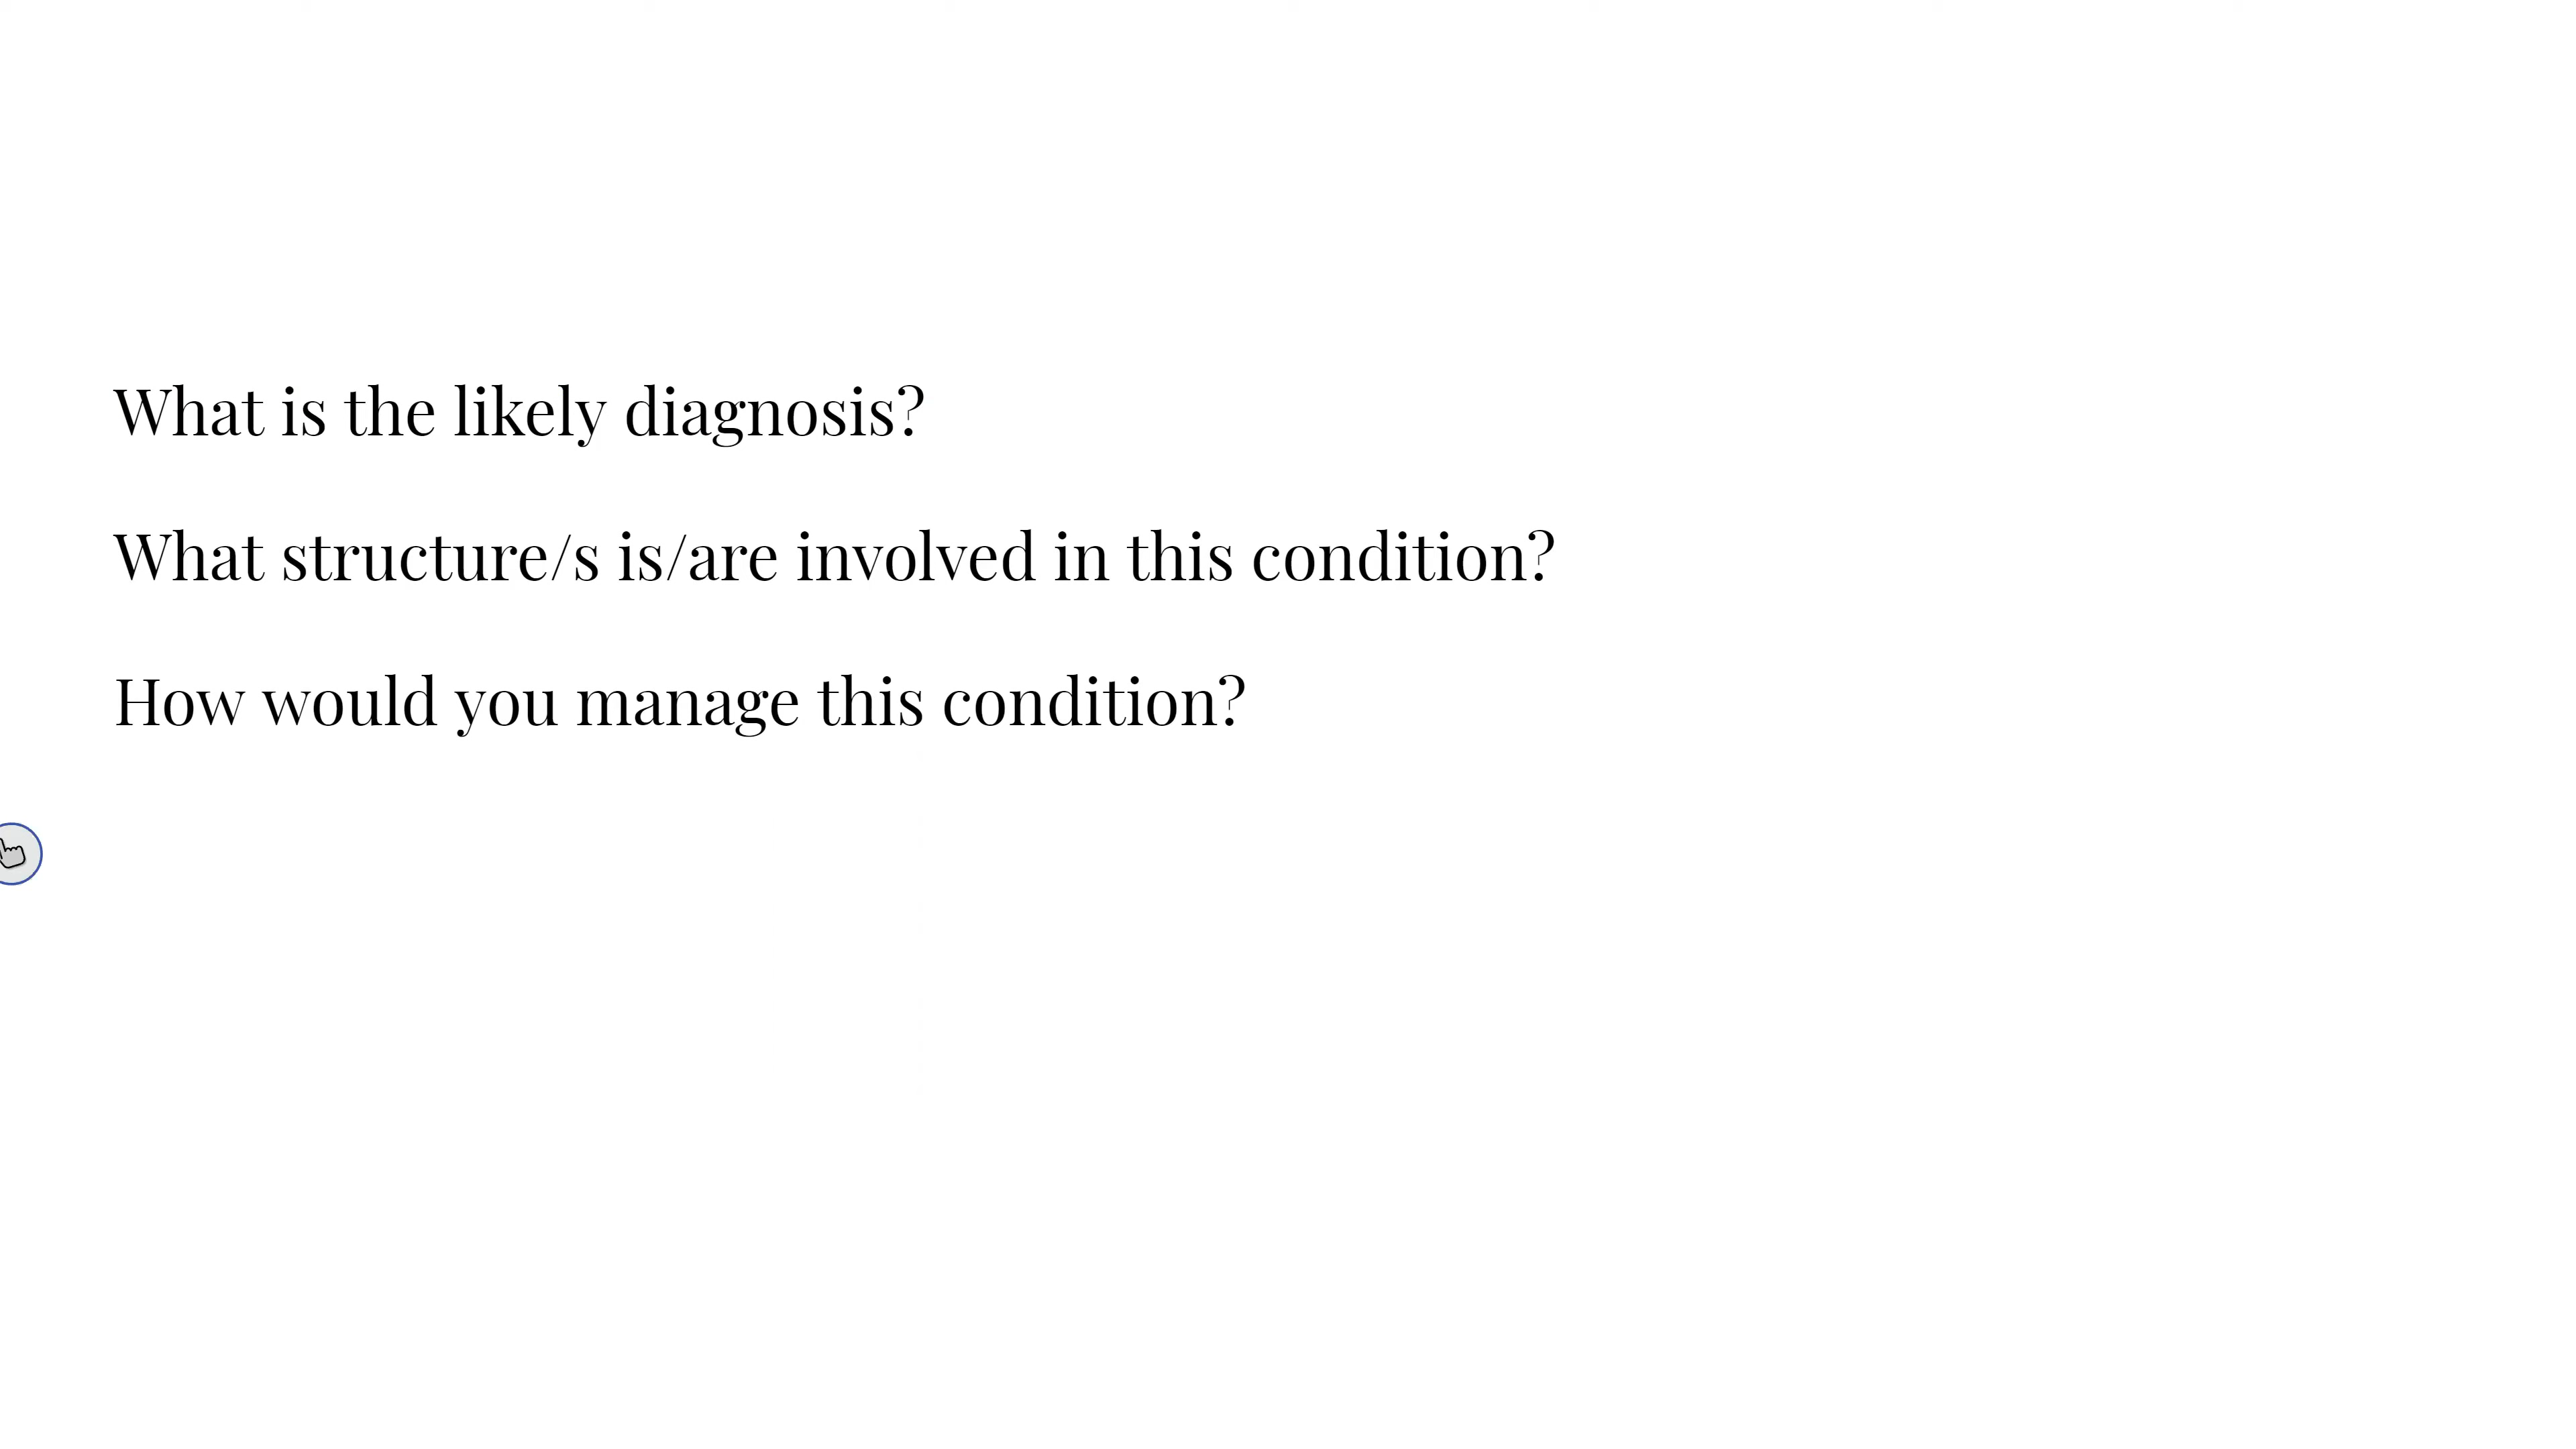 What is the likely diagnosis?
What structure/s is/are involved in this condition?
How would you manage this condition?